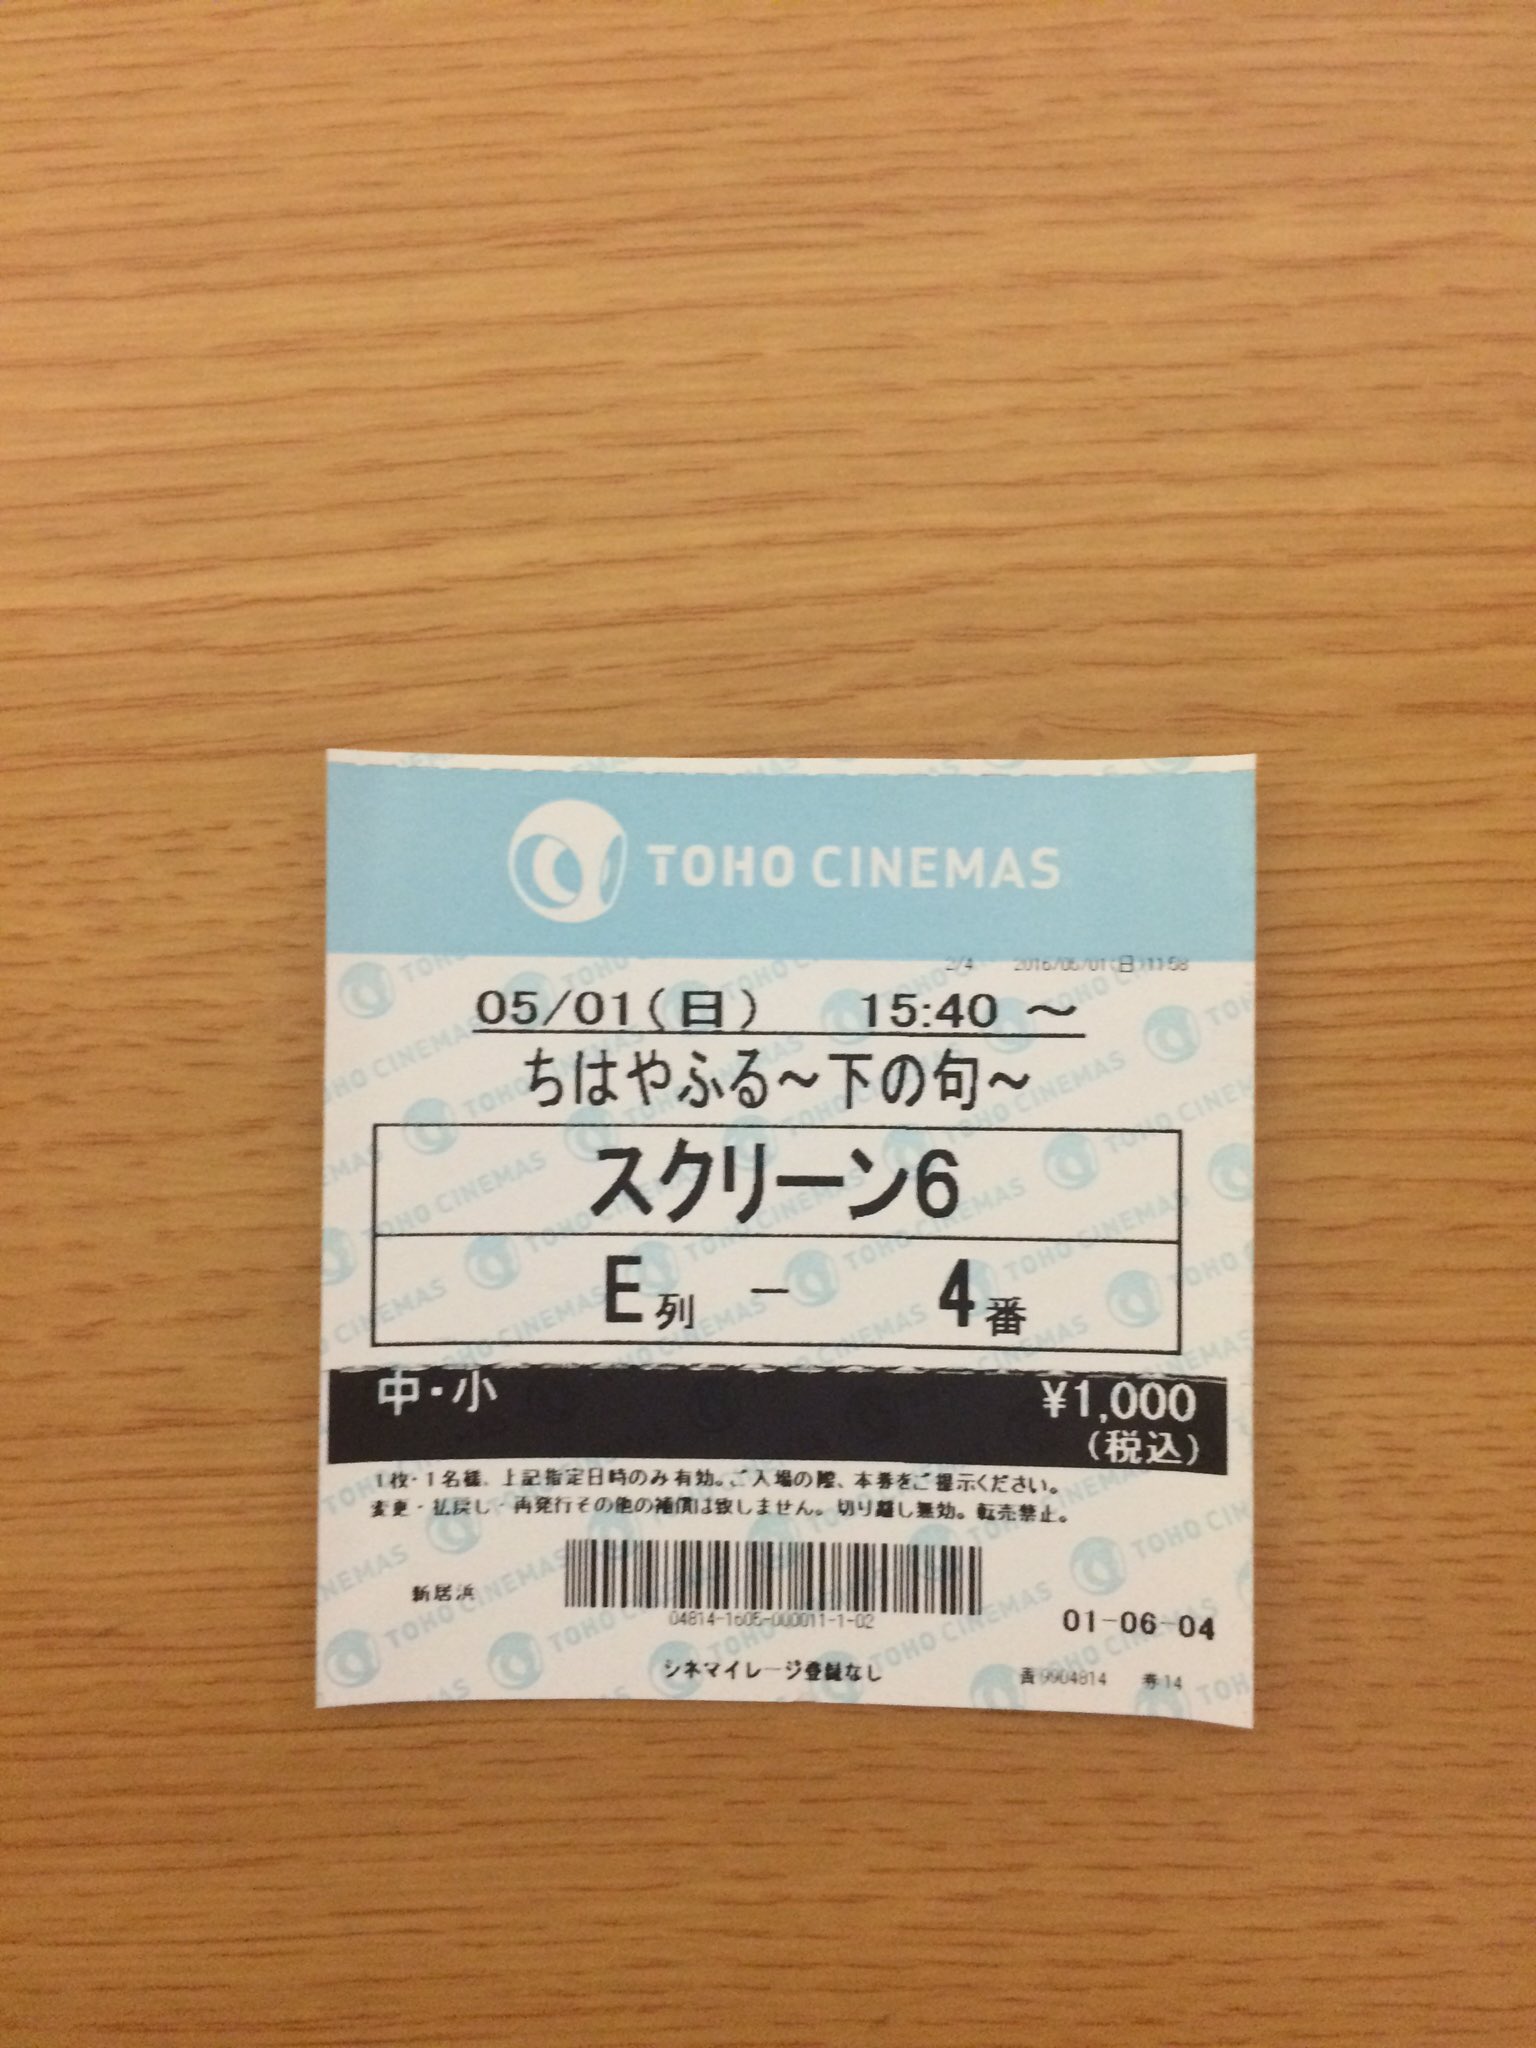 TOHO CINEMAS
2/4 2016/05/01(日)11:58
05/01(日) 15:40 ～
ちはやふる～下の句～
スクリーン6
E列 － 4番
中・小 ¥1,000
(税込)
1枚・1名様。上記指定日時のみ有効。ご入場の際、本券をご提示ください。
変更・払戻し・再発行その他の補償は致しません。切り離し無効。転売禁止。
新居浜
04814-1605-000011-1-02
01-06-04
シネマイレージ登録なし
9904814 券14